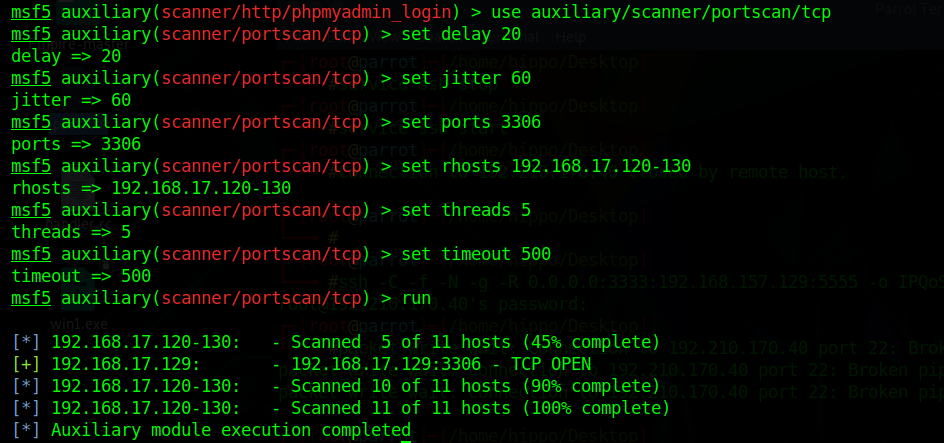 msf5 auxiliary(scanner/http/phpmyadmin_login) > use auxiliary/scanner/portscan/tcp
msf5 auxiliary(scanner/portscan/tcp) > set delay 20
delay => 20
msf5 auxiliary(scanner/portscan/tcp) > set jitter 60
jitter => 60
msf5 auxiliary(scanner/portscan/tcp) > set ports 3306
ports => 3306
msf5 auxiliary(scanner/portscan/tcp) > set rhosts 192.168.17.120-130
rhosts => 192.168.17.120-130
msf5 auxiliary(scanner/portscan/tcp) > set threads 5
threads => 5
msf5 auxiliary(scanner/portscan/tcp) > set timeout 500
timeout => 500
msf5 auxiliary(scanner/portscan/tcp) > run
win1.exe
[*] 192.168.17.120-130:   - Scanned  5 of 11 hosts (45% complete)
[+] 192.168.17.129:       - 192.168.17.129:3306 - TCP OPEN
[*] 192.168.17.120-130:   - Scanned 10 of 11 hosts (90% complete)
[*] 192.168.17.120-130:   - Scanned 11 of 11 hosts (100% complete)
[*] Auxiliary module execution completed